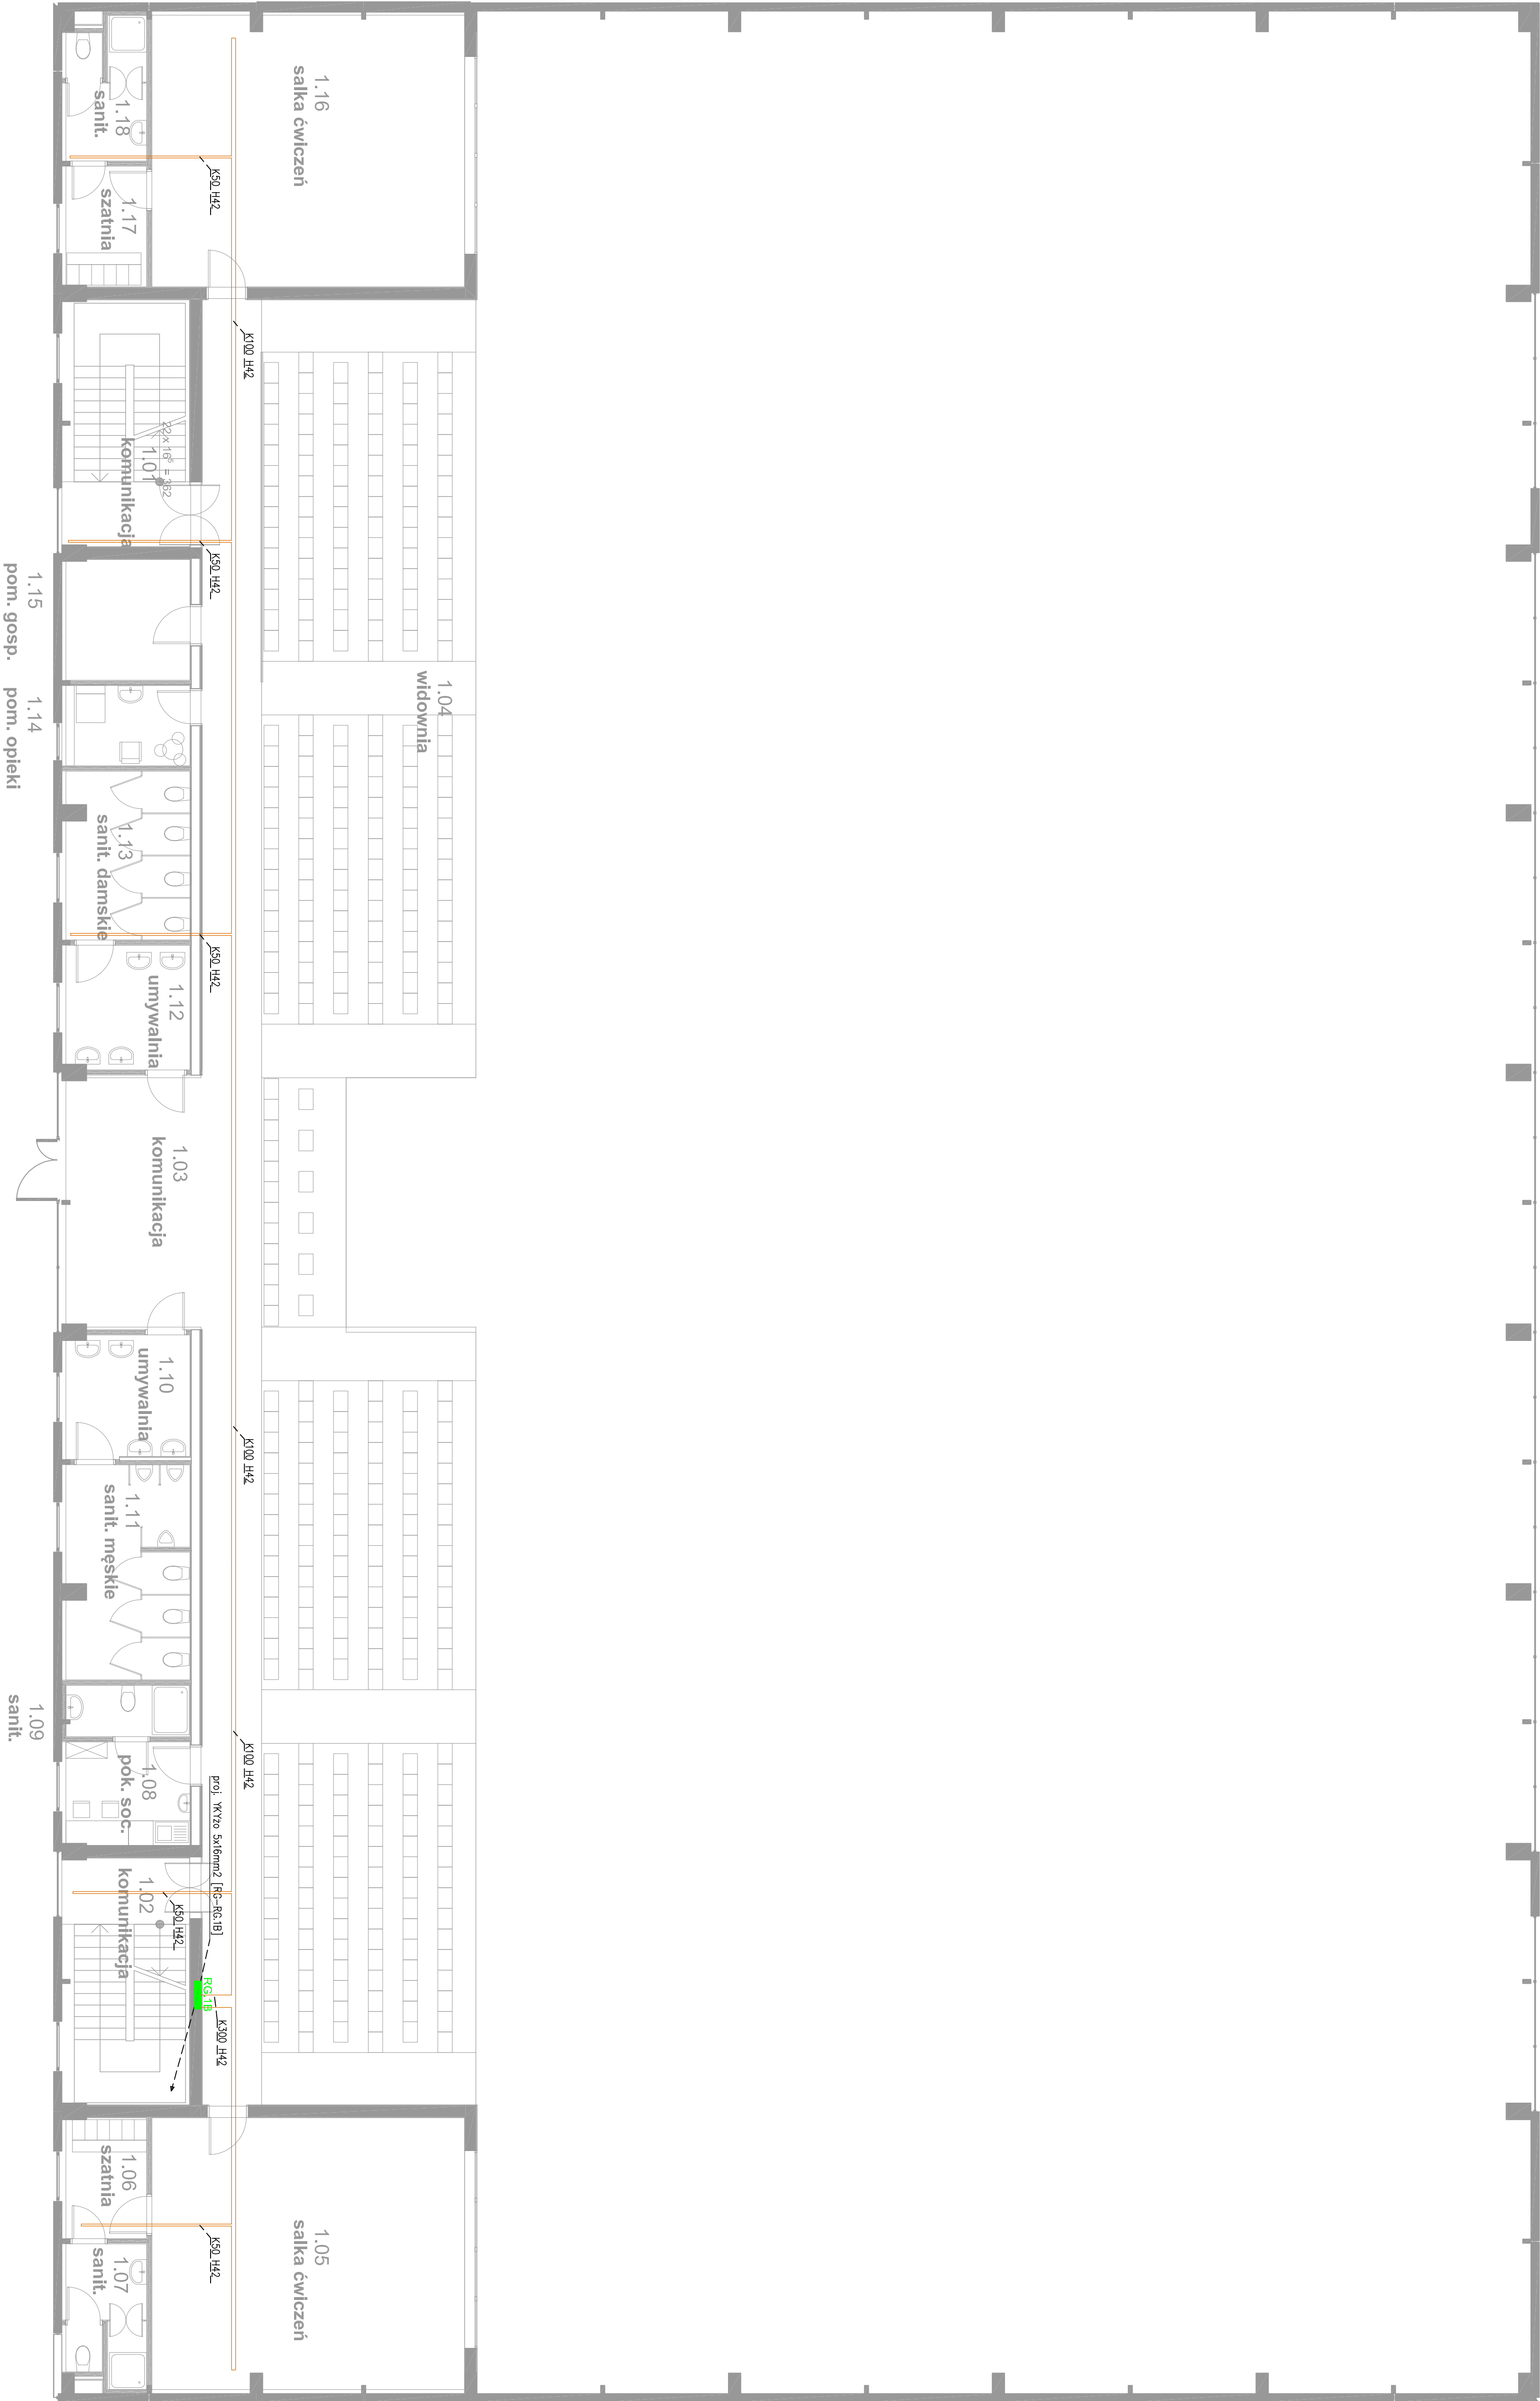 1.16
salka ćwiczeń
1.18
sanit.
K50 H42
1.17
szatnia
K100 H42
22x 16⁵ = 362
1.01
komunikacja
K50 H42
1.15
pom. gosp.
1.14
pom. opieki
1.04
widownia
1.13
sanit. damskie
K50 H42
1.12
umywalnia
1.03
komunikacja
1.10
umywalnia
K100 H42
1.11
sanit. męskie
1.09
sanit.
K100 H42
1.08
pok. soc.
proj. YKYżo 5x16mm2 [RG-RG.1B]
1.02
komunikacja
K50 H42
RG.1B
K300 H42
1.06
szatnia
K50 H42
1.05
salka ćwiczeń
1.07
sanit.